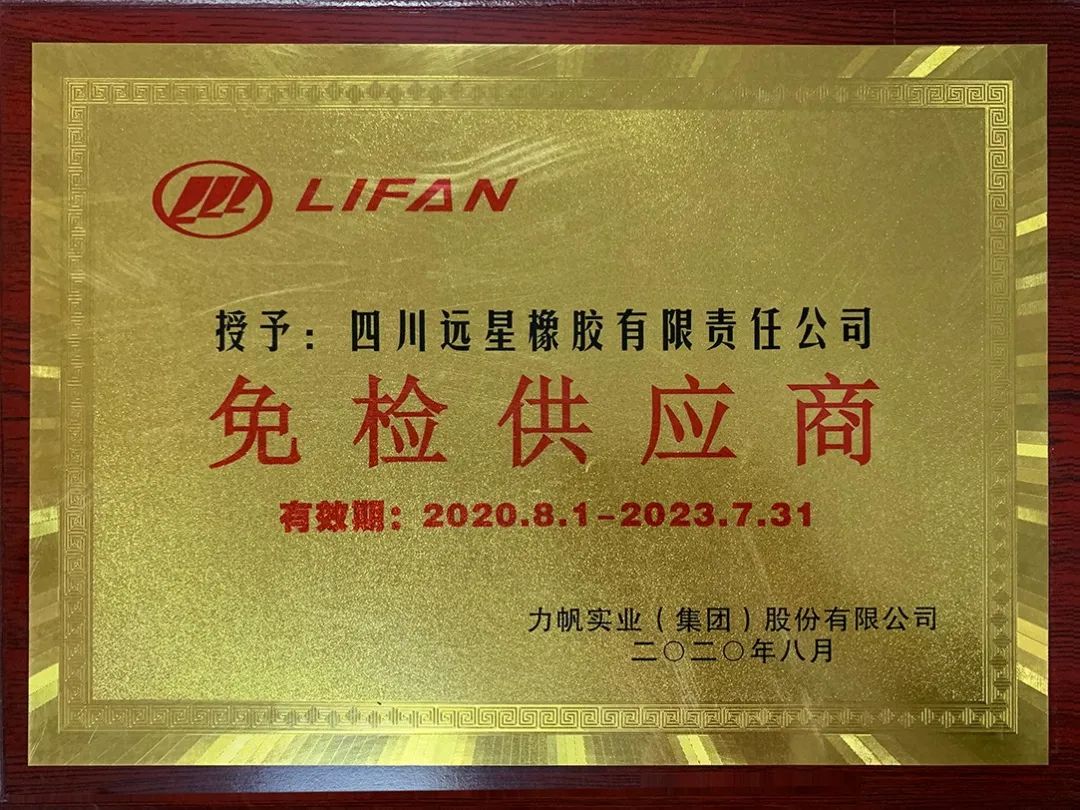 LIFAN
授予：四川远星橡胶有限责任公司
免检供应商
有效期：2020.8.1-2023.7.31
力帆实业（集团）股份有限公司
二〇二〇年八月